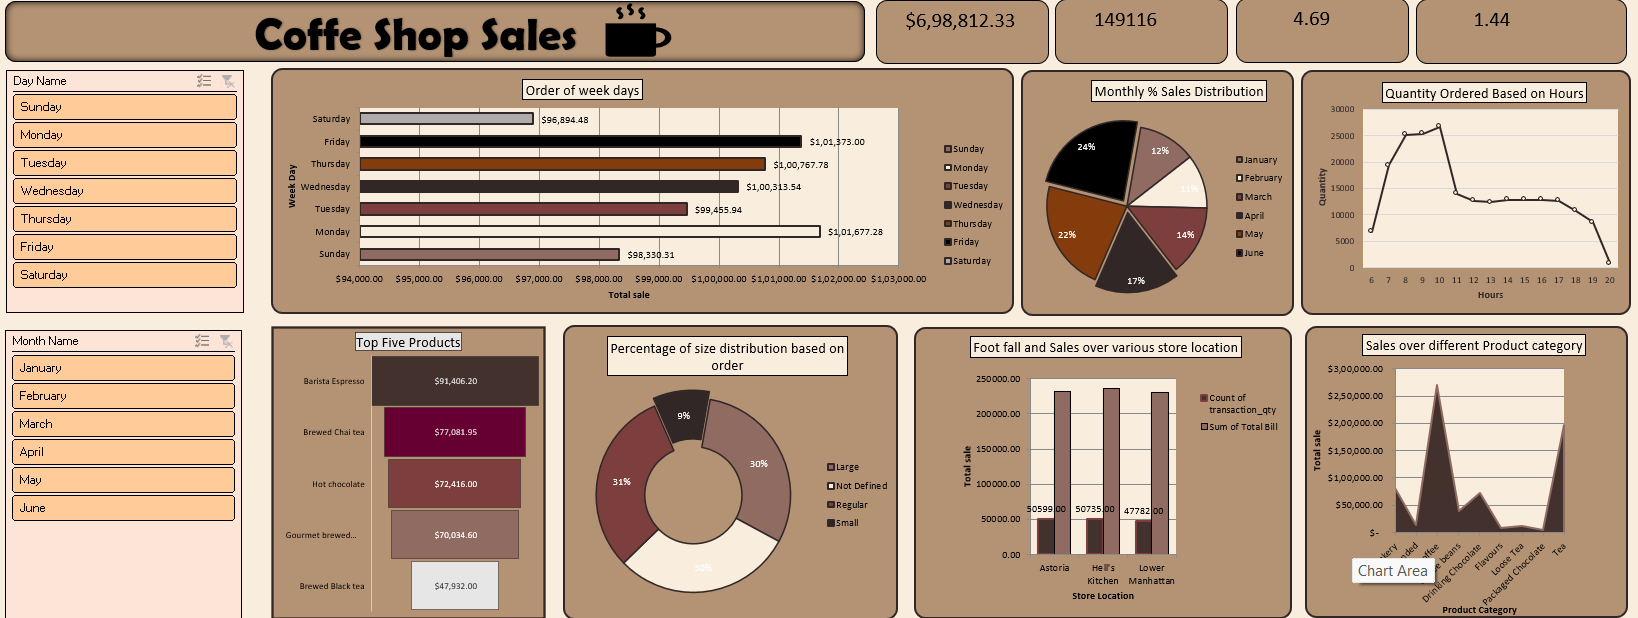 Coffe Shop Sales
$6,98,812.33
149116
4.69
1.44
Day Name
Sunday
Monday
Tuesday
Wednesday
Thursday
Friday
Saturday
Order of week days
Week Day
Saturday $96,894.48
Friday $1,01,373.00
Thursday $1,00,767.78
Wednesday $1,00,313.54
Tuesday $99,455.94
Monday $1,01,677.28
Sunday $98,330.31
$94,000.00 $95,000.00 $96,000.00 $97,000.00 $98,000.00 $99,000.00 $1,00,000.00 $1,01,000.00 $1,02,000.00 $1,03,000.00
Total sale
Sunday
Monday
Tuesday
Wednesday
Thursday
Friday
Saturday
Monthly % Sales Distribution
24%
12%
11%
14%
17%
22%
January
February
March
April
May
June
Quantity Ordered Based on Hours
Quantity
30000
25000
20000
15000
10000
5000
0
6 7 8 9 10 11 12 13 14 15 16 17 18 19 20
Hours
Month Name
January
February
March
April
May
June
Top Five Products
Barista Espresso $91,406.20
Brewed Chai tea $77,081.95
Hot chocolate $72,416.00
Gourmet brewed... $70,034.60
Brewed Black tea $47,932.00
Percentage of size distribution based on
order
9%
30%
31%
30%
Large
Not Defined
Regular
Small
Foot fall and Sales over various store location
Total sale
250000.00
200000.00
150000.00
100000.00
50000.00
0.00
50599.00 50735.00 47782.00
Astoria Hell's Lower
Kitchen Manhattan
Store Location
Count of
transaction_qty
Sum of Total Bill
Sales over different Product category
Total sale
$3,00,000.00
$2,50,000.00
$2,00,000.00
$1,50,000.00
$1,00,000.00
$50,000.00
$-
Drinking Chocolate
Flavours
Loose Tea
Packaged Chocolate
Tea
Chart Area
Product Category